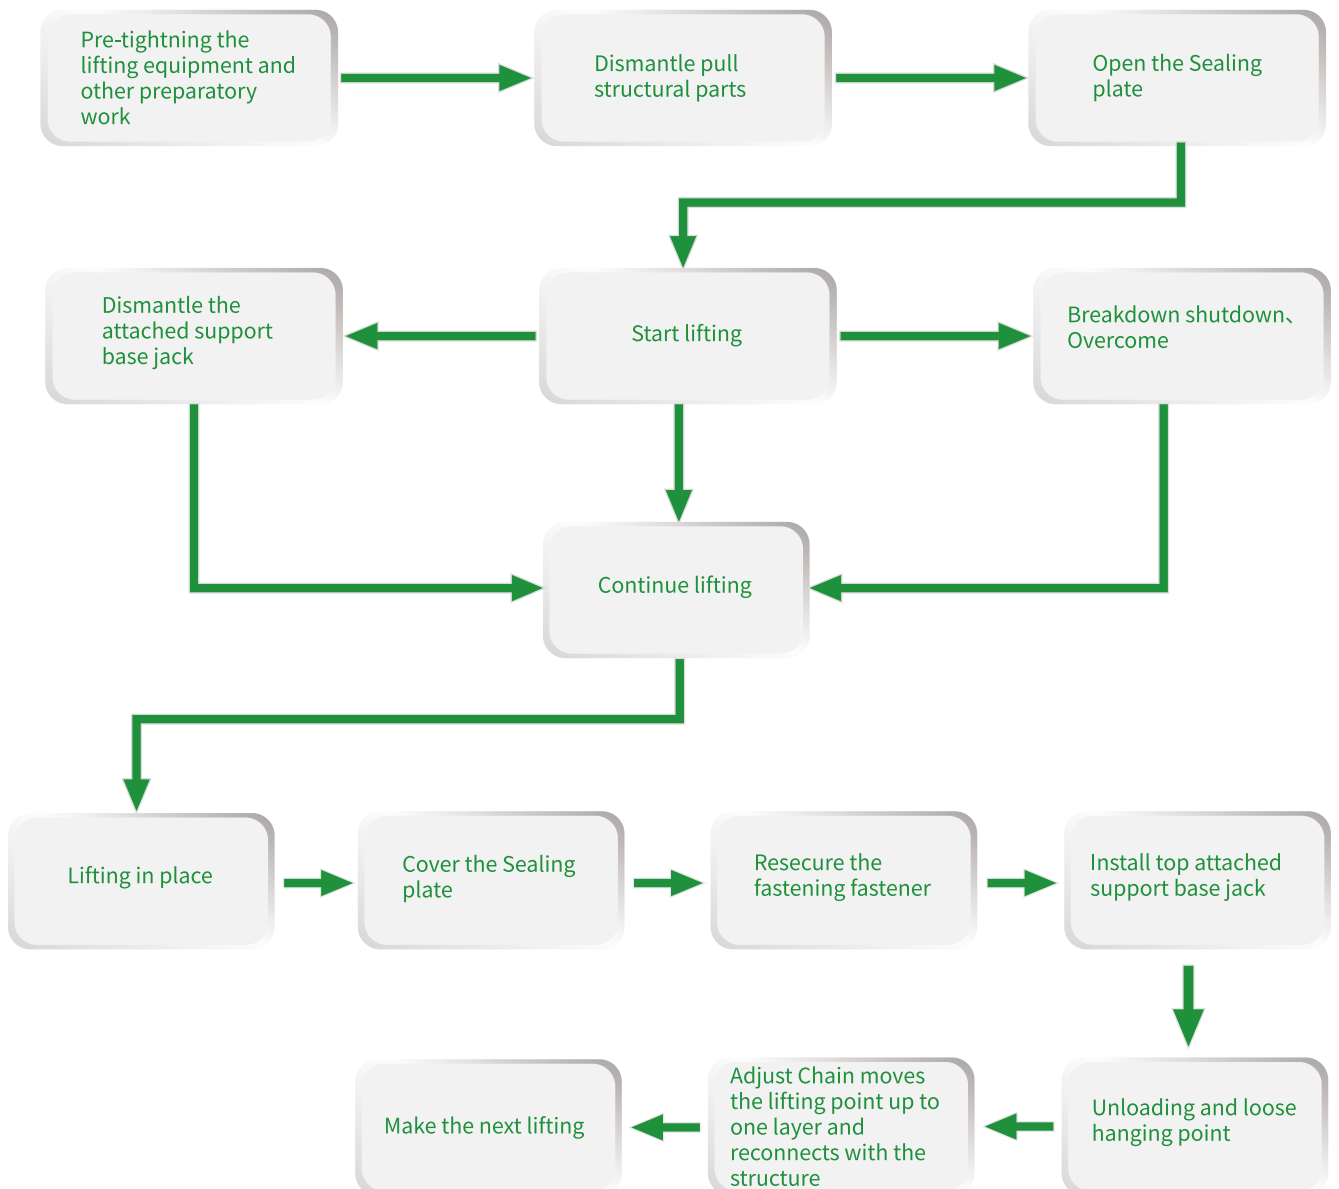 Pre-tightning the
lifting equipment and
other preparatory
work
Dismantle pull
structural parts
Open the Sealing
plate
Dismantle the
attached support
base jack
Start lifting
Breakdown shutdown、
Overcome
Continue lifting
Lifting in place
Cover the Sealing
plate
Resecure the
fastening fastener
Install top attached
support base jack
Unloading and loose
hanging point
Adjust Chain moves
the lifting point up to
one layer and
reconnects with the
structure
Make the next lifting